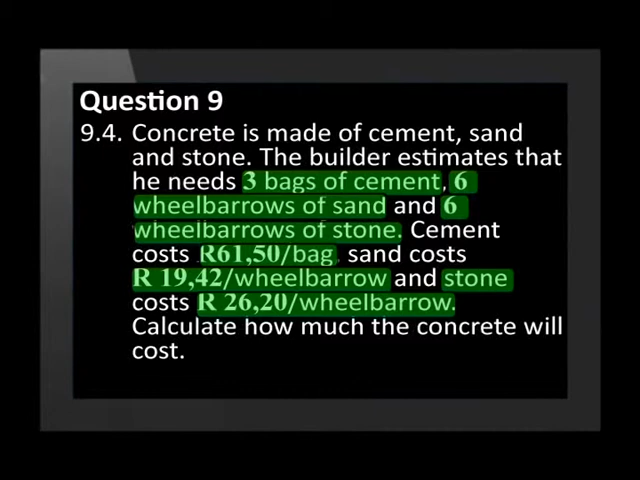 Question 9
9.4. Concrete is made of cement, sand
and stone. The builder estimates that
he needs 3 bags of cement, 6
wheelbarrows of sand and 6
wheelbarrows of stone. Cement
costs R61,50/bag, sand costs
R 19,42/wheelbarrow and stone
costs R 26,20/wheelbarrow.
Calculate how much the concrete will
cost.